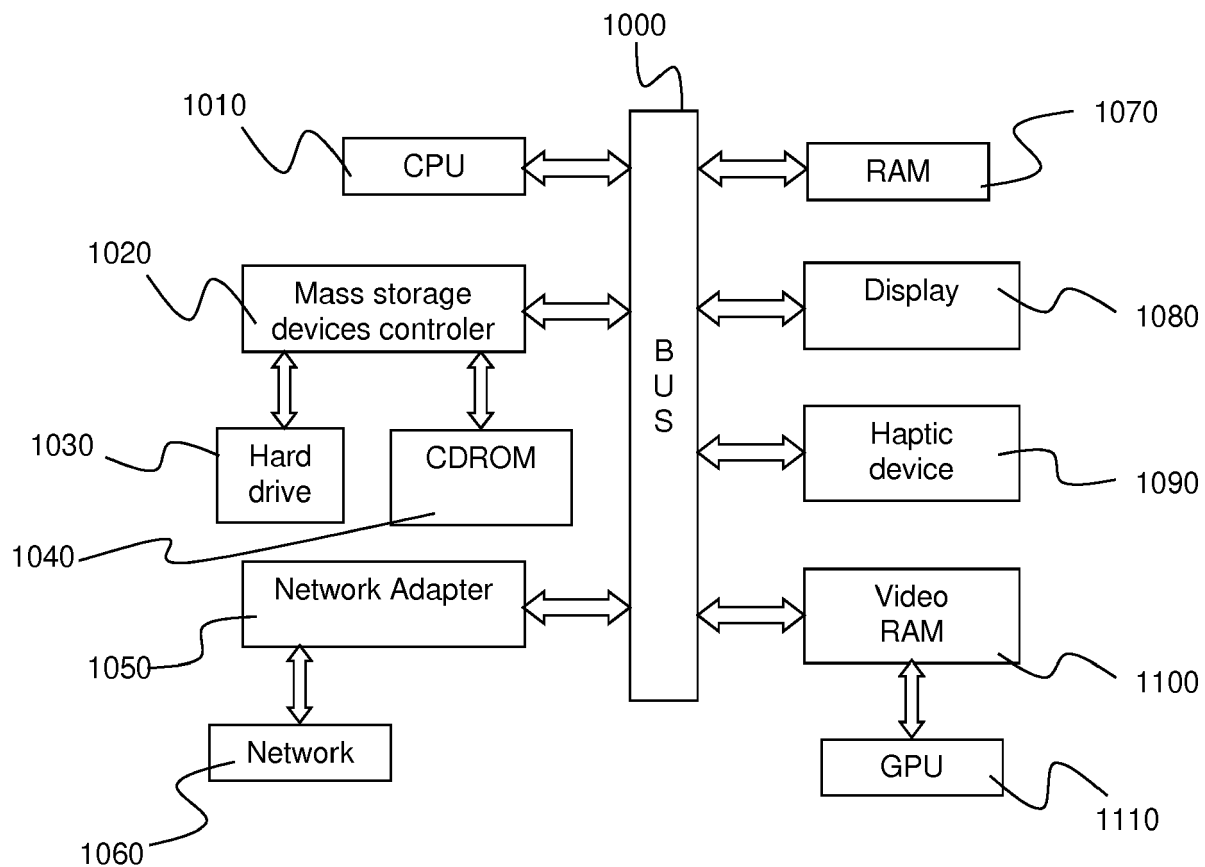 1000
1010
CPU
RAM
1070
1020
Mass storage
devices controler
Display
1080
B
U
S
1030
Hard
drive
CDROM
Haptic
device
1090
1040
Network Adapter
1050
Video
RAM
1100
Network
1060
GPU
1110